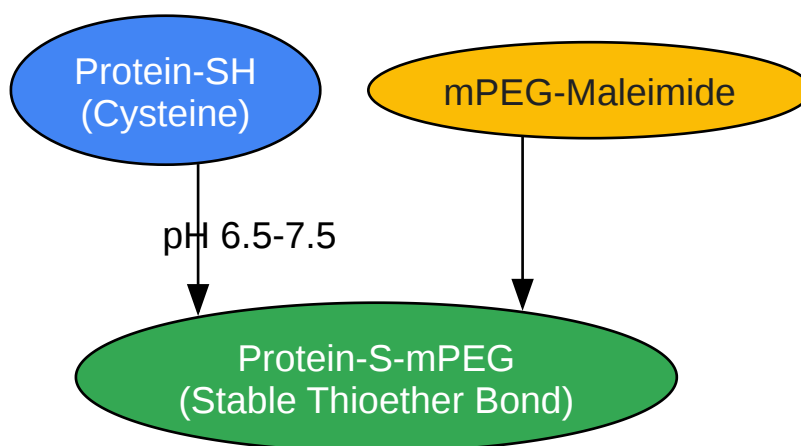 Protein-SH
(Cysteine)
mPEG-Maleimide
pH 6.5-7.5
Protein-S-mPEG
(Stable Thioether Bond)